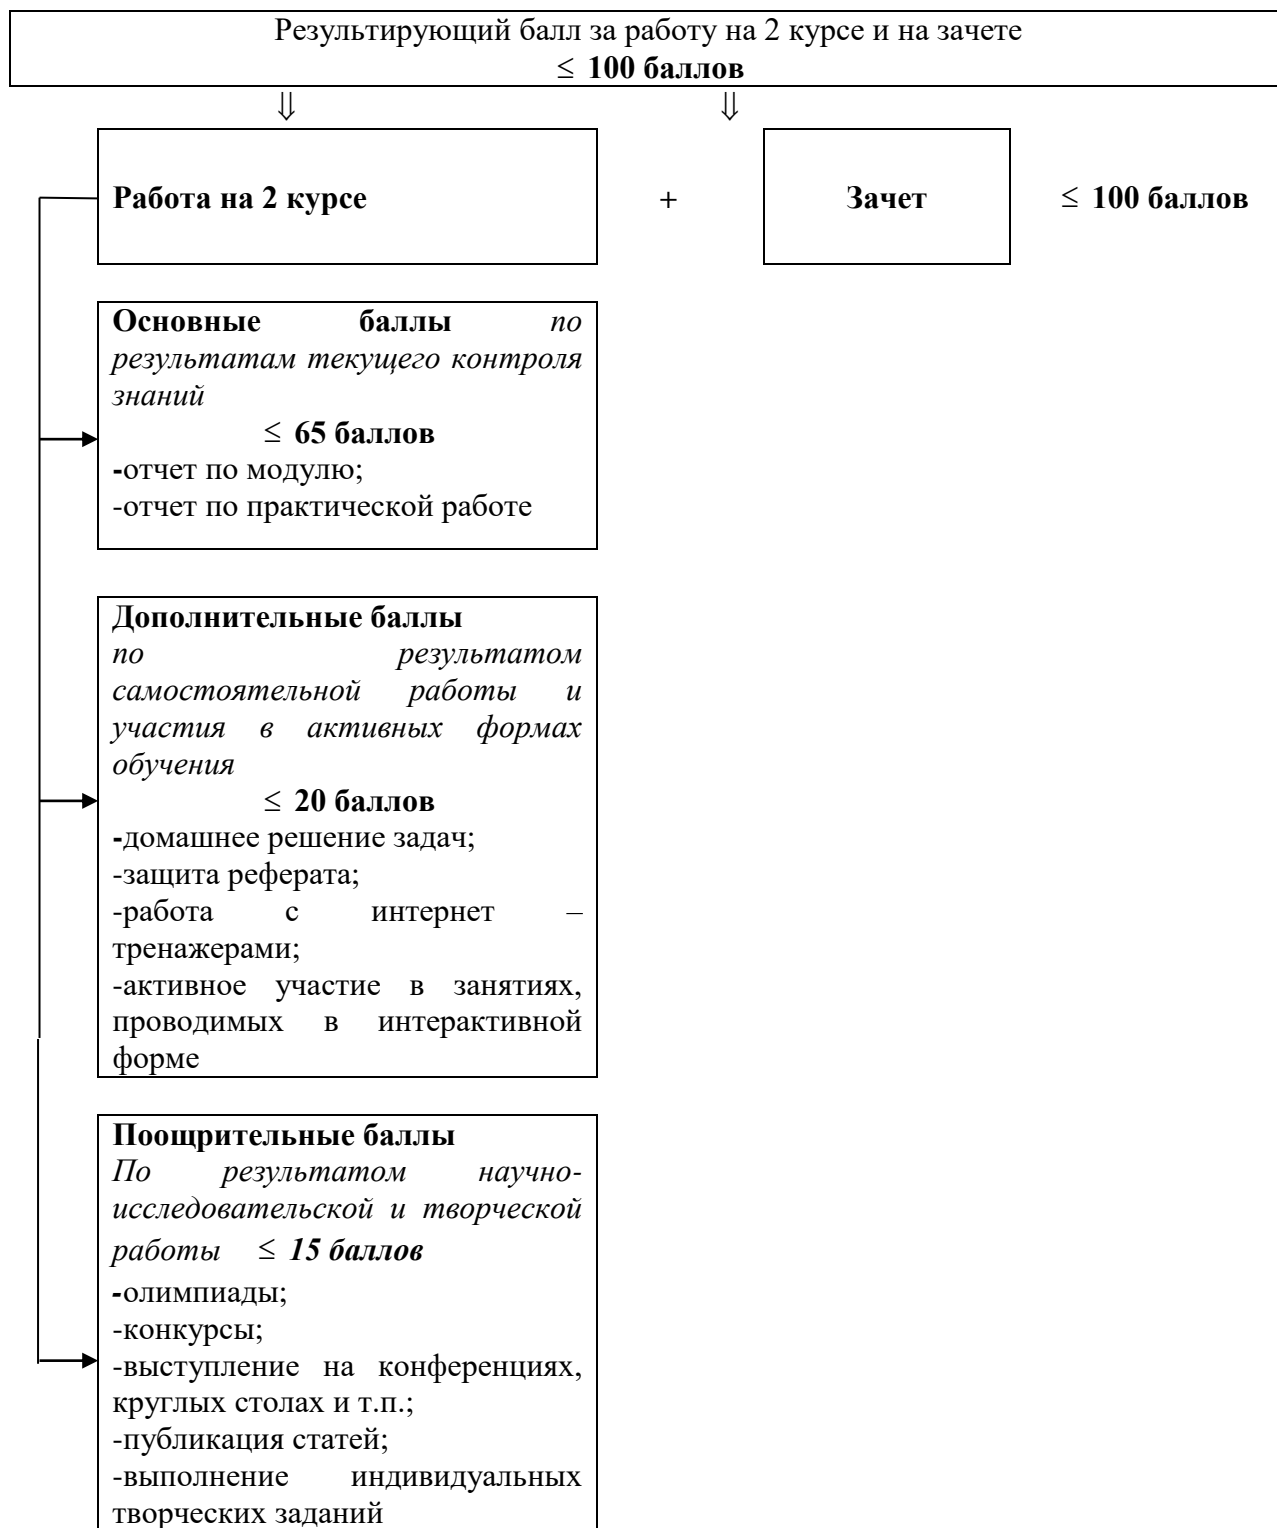 Результирующий балл за работу на 2 курсе и на зачете
≤ 100 баллов
⇓ ⇓
Работа на 2 курсе + Зачет ≤ 100 баллов
Основные баллы по
результатам текущего контроля
знаний
≤ 65 баллов
-отчет по модулю;
-отчет по практической работе
Дополнительные баллы
по результатом
самостоятельной работы и
участия в активных формах
обучения
≤ 20 баллов
-домашнее решение задач;
-защита реферата;
-работа с интернет –
тренажерами;
-активное участие в занятиях,
проводимых в интерактивной
форме
Поощрительные баллы
По результатом научно-
исследовательской и творческой
работы ≤ 15 баллов
-олимпиады;
-конкурсы;
-выступление на конференциях,
круглых столах и т.п.;
-публикация статей;
-выполнение индивидуальных
творческих заданий